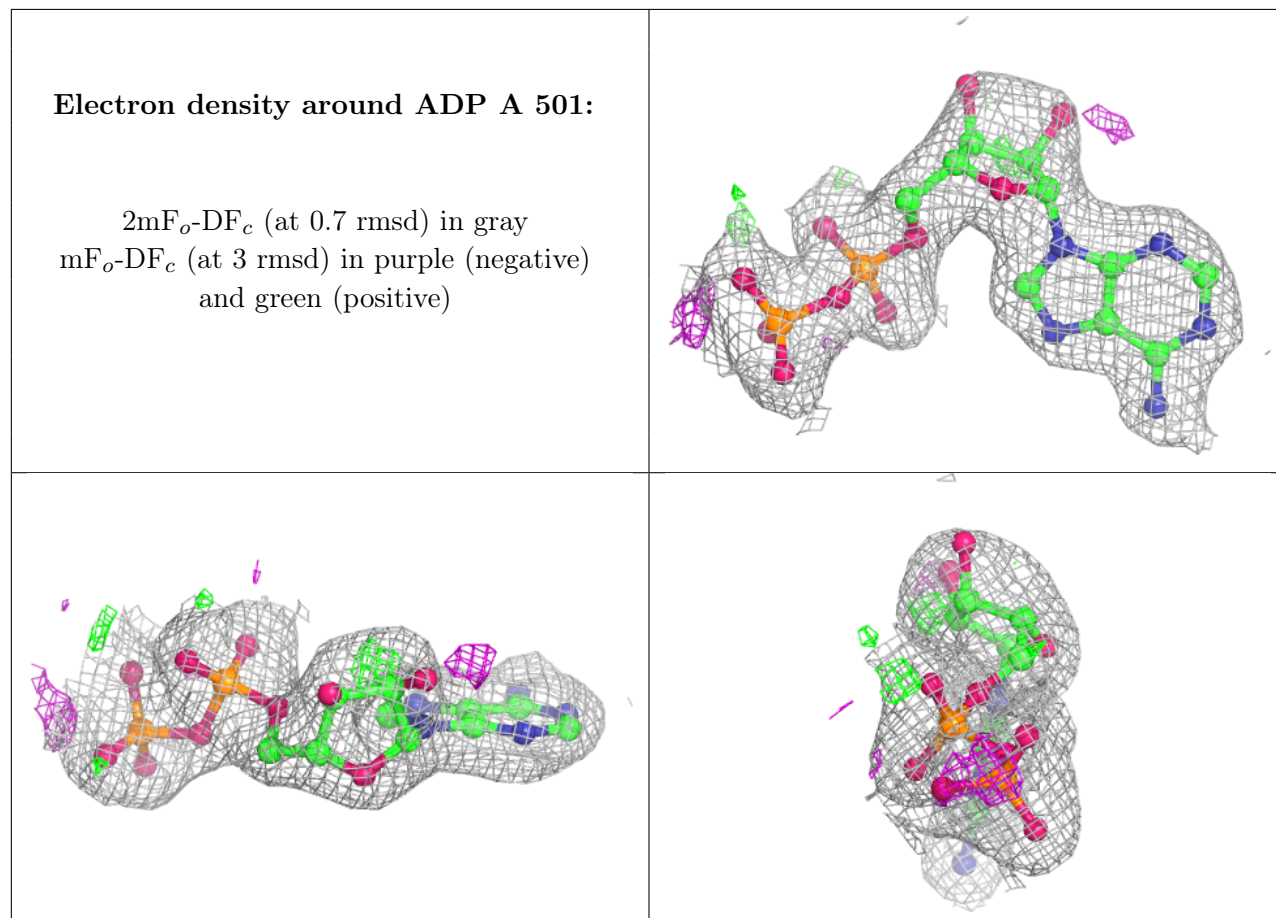 Electron density around ADP A 501:
2mFₒ-DF𝒸 (at 0.7 rmsd) in gray
mFₒ-DF𝒸 (at 3 rmsd) in purple (negative)
and green (positive)